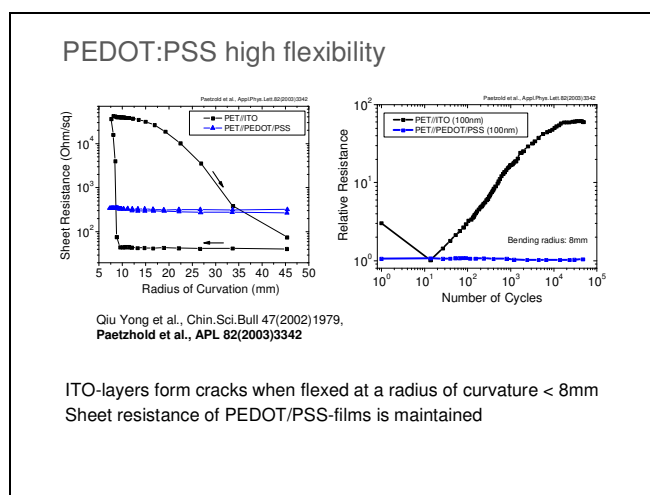 PEDOT:PSS high flexibility
Paetzold et al., Appl.Phys.Lett.82(2003)3342
PET//ITO
PET//PEDOT/PSS
10^4
10^3
10^2
Sheet Resistance (Ohm/sq)
5 10 15 20 25 30 35 40 45 50
Radius of Curvation (mm)
Paetzold et al., Appl.Phys.Lett.82(2003)3342
PET//ITO (100nm)
PET//PEDOT/PSS (100nm)
10^2
10^1
10^0
Relative Resistance
Bending radius: 8mm
10^0 10^1 10^2 10^3 10^4 10^5
Number of Cycles
Qiu Yong et al., Chin.Sci.Bull 47(2002)1979,
Paetzhold et al., APL 82(2003)3342
ITO-layers form cracks when flexed at a radius of curvature < 8mm
Sheet resistance of PEDOT/PSS-films is maintained